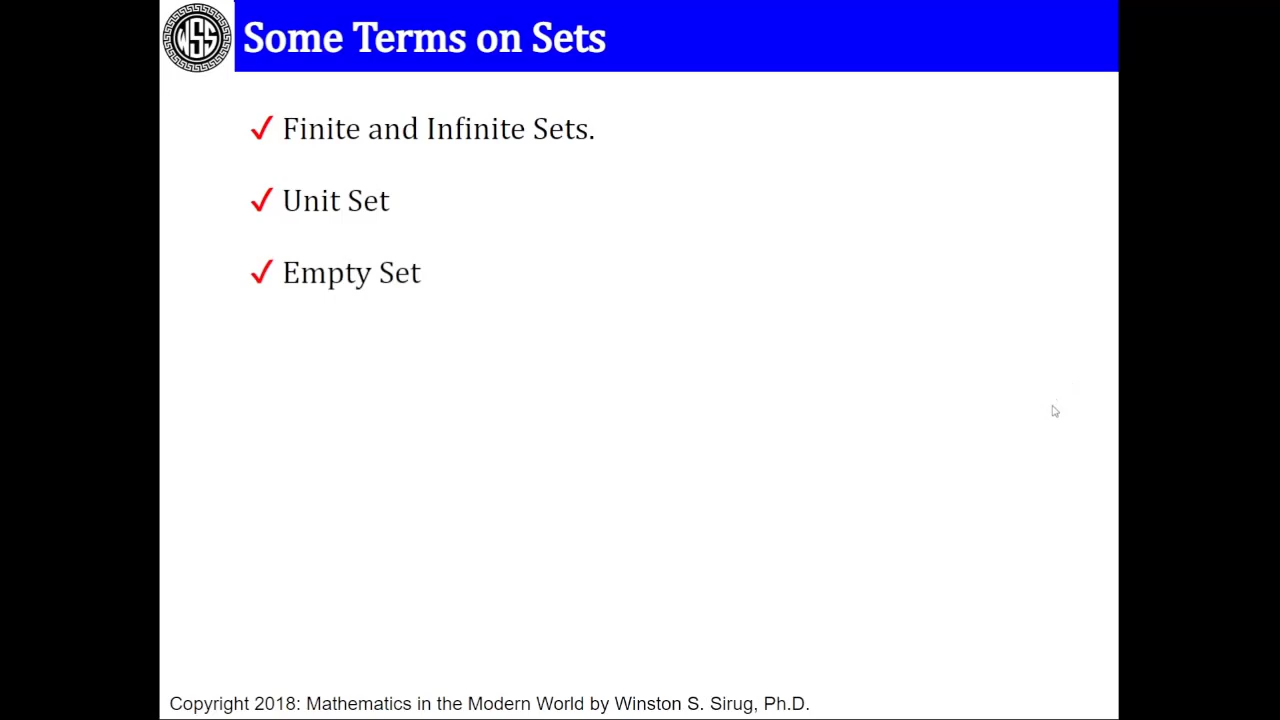 WSS
Some Terms on Sets
✓ Finite and Infinite Sets.
✓ Unit Set
✓ Empty Set
Copyright 2018: Mathematics in the Modern World by Winston S. Sirug, Ph.D.